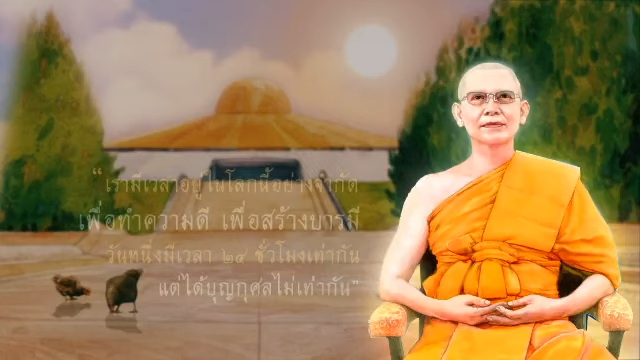 “เรามีเวลาอยู่ในโลกนี้อย่างจำกัด
เพื่อทำความดี เพื่อสร้างบารมี
วันหนึ่งมีเวลา ๒๔ ชั่วโมงเท่ากัน
แต่ได้บุญกุศลไม่เท่ากัน”